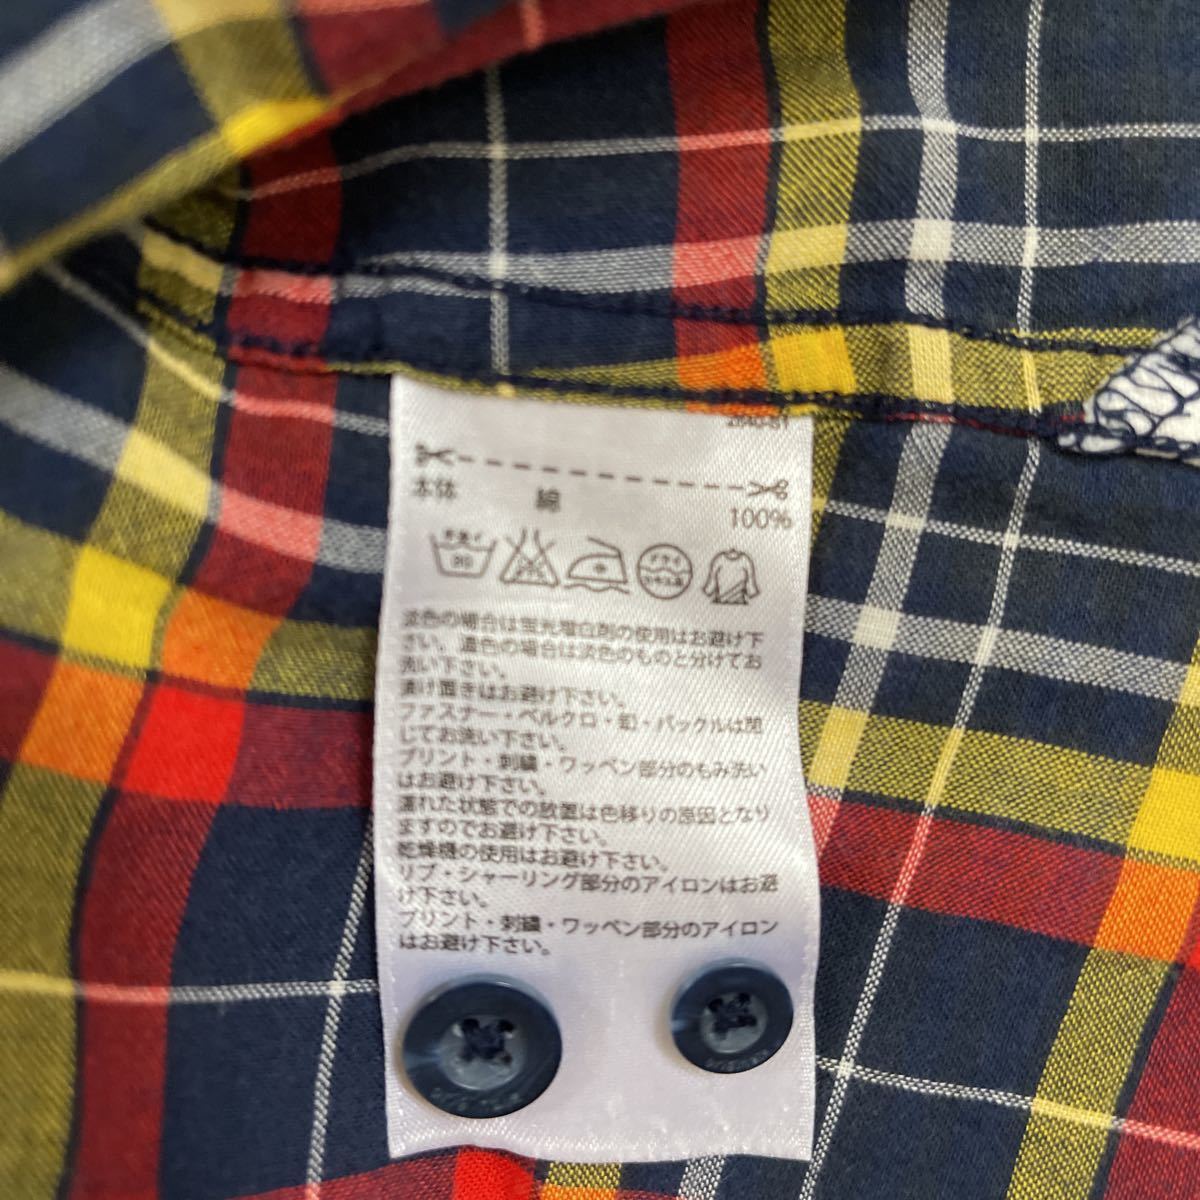 本体 綿 100%
淡色の場合は蛍光増白剤の使用はお避け下
さい。濃色の場合は淡色のものと分けてお
洗い下さい。
漬け置きはお避け下さい。
ファスナー・ベルクロ・釦・バックルは閉
じてお洗い下さい。
プリント・刺繍・ワッペン部分のもみ洗い
はお避け下さい。
濡れた状態での放置は色移りの原因となり
ますのでお避け下さい。
乾燥機の使用はお避け下さい。
リブ・シャーリング部分のアイロンはお避
け下さい。
プリント・刺繍・ワッペン部分のアイロン
はお避け下さい。